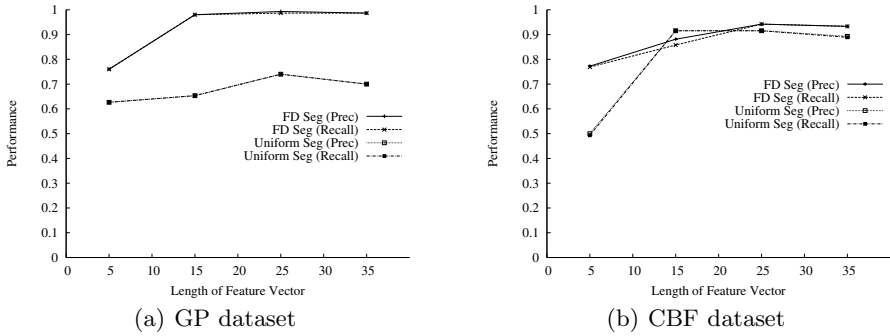 1
0.9
0.8
0.7
0.6
0.5
0.4
0.3
0.2
0.1
0
0 5 10 15 20 25 30 35
Performance
Length of Feature Vector
FD Seg (Prec)
FD Seg (Recall)
Uniform Seg (Prec)
Uniform Seg (Recall)
(a) GP dataset
1
0.9
0.8
0.7
0.6
0.5
0.4
0.3
0.2
0.1
0
0 5 10 15 20 25 30 35
Performance
Length of Feature Vector
FD Seg (Prec)
FD Seg (Recall)
Uniform Seg (Prec)
Uniform Seg (Recall)
(b) CBF dataset